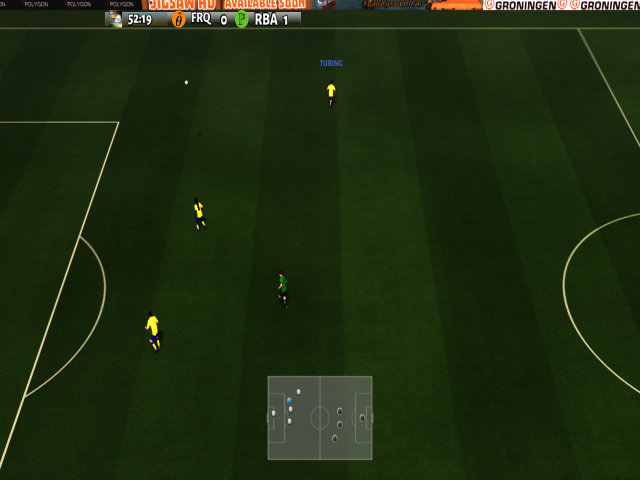 POLYGON POLYGON POLYGON JIGSAW HD AVAILABLE SOON GRONINGEN GRONINGEN
52:19 FRQ 0 P RBA 1
TURING